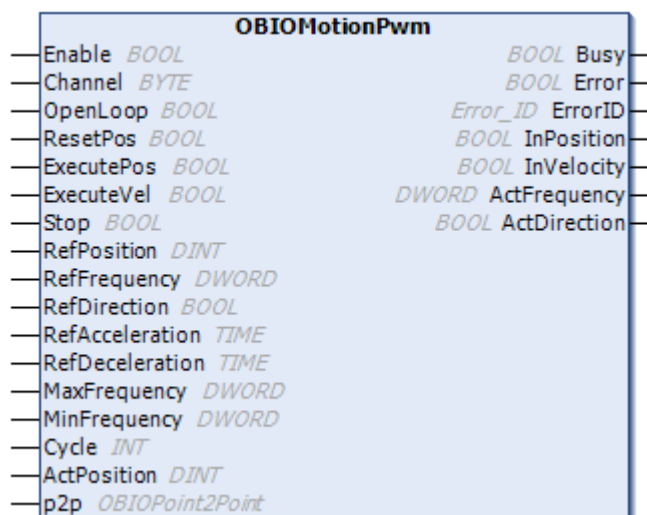 OBIOMotionPwm
Enable BOOL BOOL Busy
Channel BYTE BOOL Error
OpenLoop BOOL Error_ID ErrorID
ResetPos BOOL BOOL InPosition
ExecutePos BOOL BOOL InVelocity
ExecuteVel BOOL DWORD ActFrequency
Stop BOOL BOOL ActDirection
RefPosition DINT
RefFrequency DWORD
RefDirection BOOL
RefAcceleration TIME
RefDeceleration TIME
MaxFrequency DWORD
MinFrequency DWORD
Cycle INT
ActPosition DINT
p2p OBIOPoint2Point